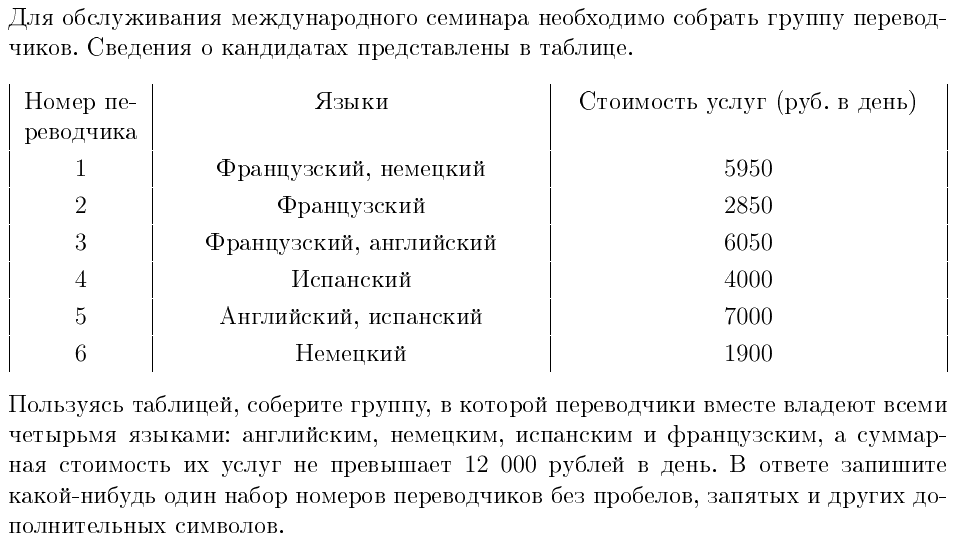 Для обслуживания международного семинара необходимо собрать группу перевод-
чиков. Сведения о кандидатах представлены в таблице.
Номер пе- Языки Стоимость услуг (руб. в день)
реводчика
1 Французский, немецкий 5950
2 Французский 2850
3 Французский, английский 6050
4 Испанский 4000
5 Английский, испанский 7000
6 Немецкий 1900
Пользуясь таблицей, соберите группу, в которой переводчики вместе владеют всеми
четырьмя языками: английским, немецким, испанским и французским, а суммар-
ная стоимость их услуг не превышает 12 000 рублей в день. В ответе запишите
какой-нибудь один набор номеров переводчиков без пробелов, запятых и других до-
полнительных символов.